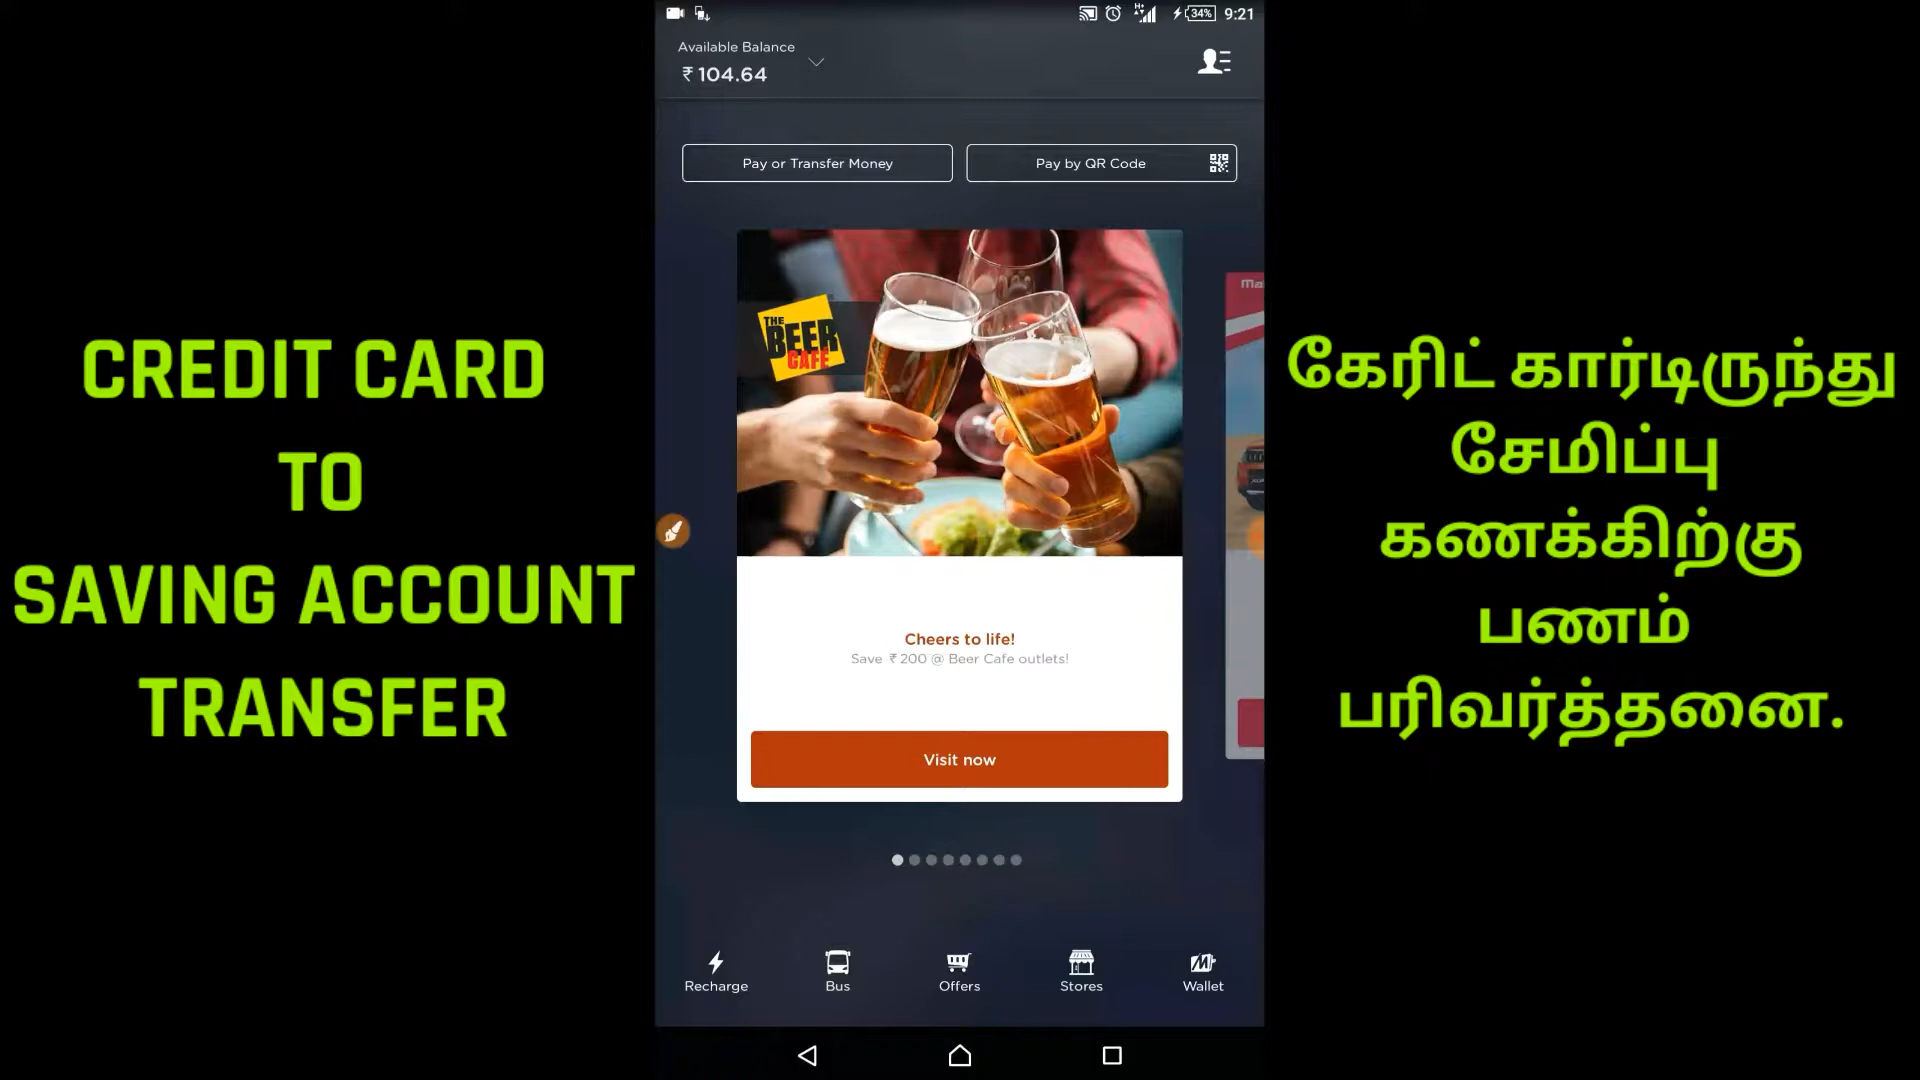 9:21
34%
H+
Available Balance
₹ 104.64
Pay or Transfer Money
Pay by QR Code
THE
BEER
CAFÉ
Ma
CREDIT CARD
TO
SAVING ACCOUNT
TRANSFER
கேரிட் கார்டிருந்து
சேமிப்பு
கணக்கிற்கு
பணம்
பரிவர்த்தனை.
Cheers to life!
Save ₹ 200 @ Beer Cafe outlets!
Visit now
Recharge
Bus
Offers
Stores
Wallet